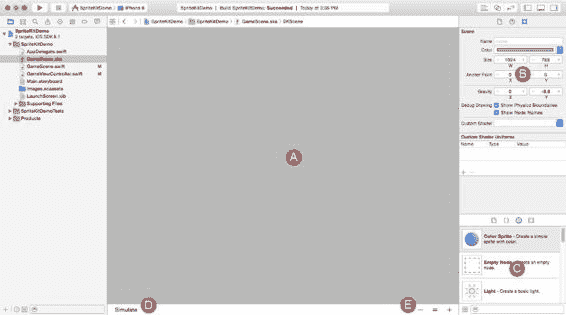 SpriteKitDemo
iPhone 6
SpriteKitDemo | Build SpriteKitDemo: Succeeded | Today at 3:36 PM
SpriteKitDemo
2 targets, iOS SDK 8.1
SpriteKitDemo
AppDelegate.swift
GameScene.sks
GameScene.swift M
GameViewController.swift M
Main.storyboard
Images.xcassets
LaunchScreen.xib
Supporting Files
SpriteKitDemoTests
Products
SpriteKitDemo
SpriteKitDemo
GameScene.sks
SKScene
A
Simulate
D
E
Scene
Name
Color
Size 1024 768
W H
B
Anchor Point 0 0
X Y
Gravity 0 -9.8
X Y
Debug Drawing Show Physics Boundaries
Show Node Names
Custom Shader
Custom Shader Uniforms
Name Type Value
Color Sprite - Create a simple sprite with color.
Empty Node - Creates an empty Node.
C
Light - Create a basic light.